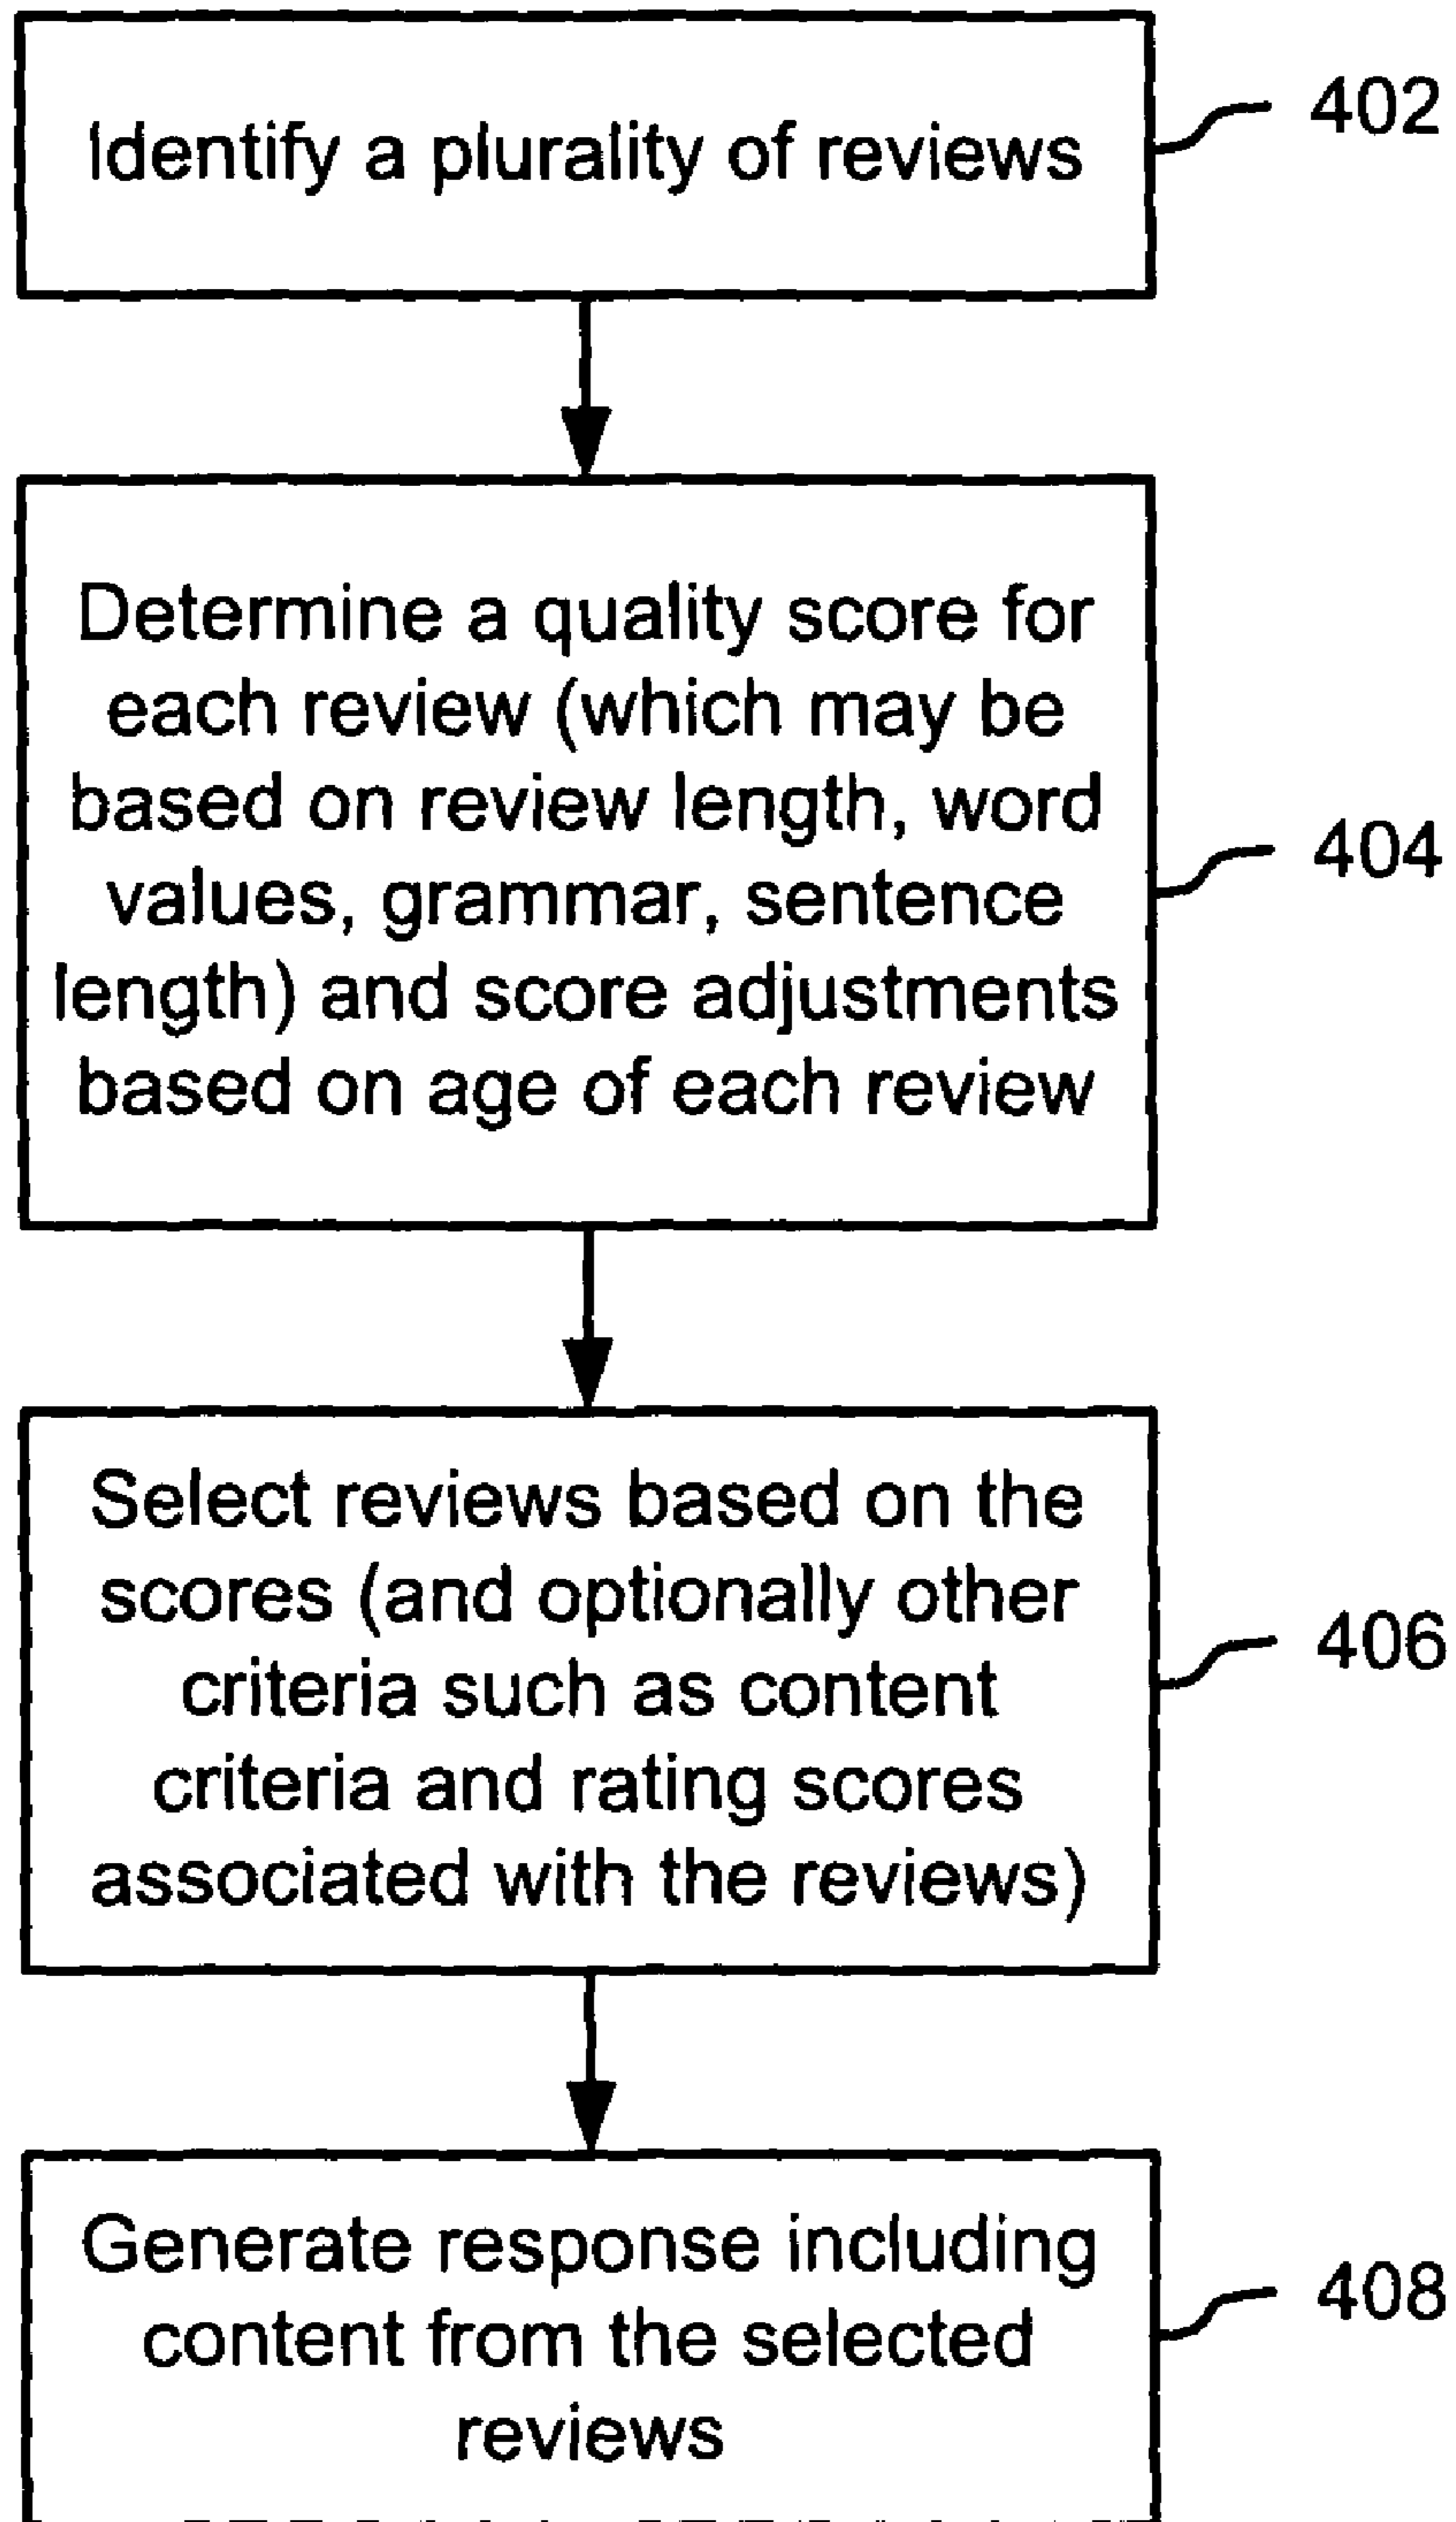 Identify a plurality of reviews
402
Determine a quality score for
each review (which may be
based on review length, word
values, grammar, sentence
length) and score adjustments
based on age of each review
404
Select reviews based on the
scores (and optionally other
criteria such as content
criteria and rating scores
associated with the reviews)
406
Generate response including
content from the selected
reviews
408